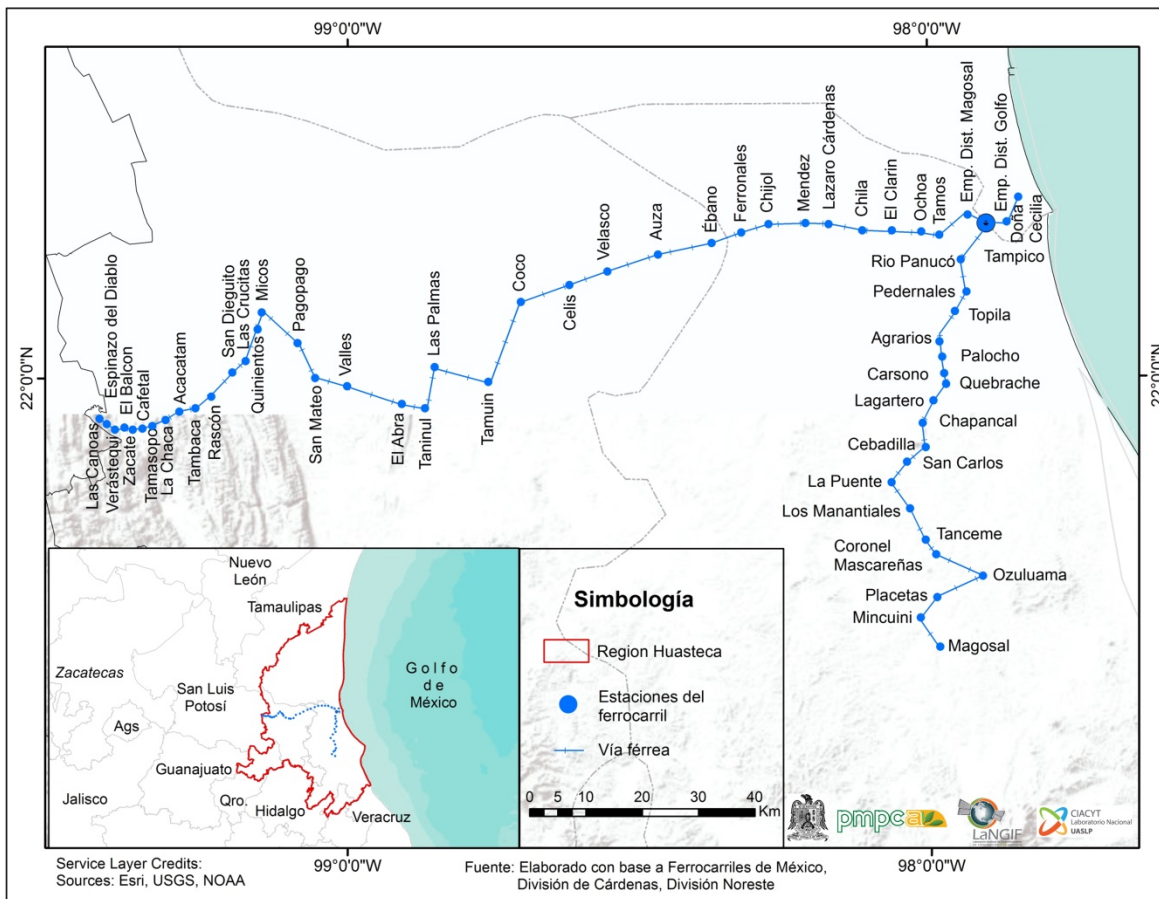 99°0'0"W
98°0'0"W
22°0'0"N
22°0'0"N
Las Canoas
Verástequi
Espinazo del Diablo
Zacate
El Balcon
Tamasopo
Cafetal
La Chaca
Acacatam
Tambaca
Rascón
San Dieguito
Las Crucitas
Quinientos
Micos
Pagopago
San Mateo
Valles
El Abra
Taninul
Las Palmas
Tamuin
Coco
Celis
Velasco
Auza
Ébano
Ferronales
Chijol
Mendez
Lazaro Cárdenas
Chila
El Clarin
Ochoa
Tamos
Emp. Dist. Magosal
Emp. Dist. Golfo
Doña
Cecilia
Tampico
Rio Panucó
Pedernales
Topila
Agrarios
Palocho
Carsono
Quebrache
Lagartero
Chapancal
Cebadilla
San Carlos
La Puente
Los Manantiales
Tanceme
Coronel
Mascareñas
Ozuluama
Placetas
Mincuini
Magosal
Nuevo
León
Tamaulipas
Zacatecas
San Luis
Potosí
Ags
Guanajuato
Jalisco
Qro.
Hidalgo
Veracruz
Golfo
de
México
Simbología
Region Huasteca
Estaciones del
ferrocarril
Vía férrea
0 5 10 20 30 40
Km
pmpca
LaNGIF
CIACYT
Laboratorio Nacional
UASLP
99°0'0"W
98°0'0"W
Service Layer Credits:
Sources: Esri, USGS, NOAA
Fuente: Elaborado con base a Ferrocarriles de México,
División de Cárdenas, División Noreste